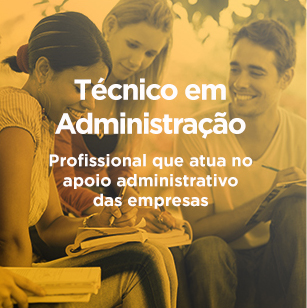 Técnico em
Administração
Profissional que atua no
apoio administrativo
das empresas